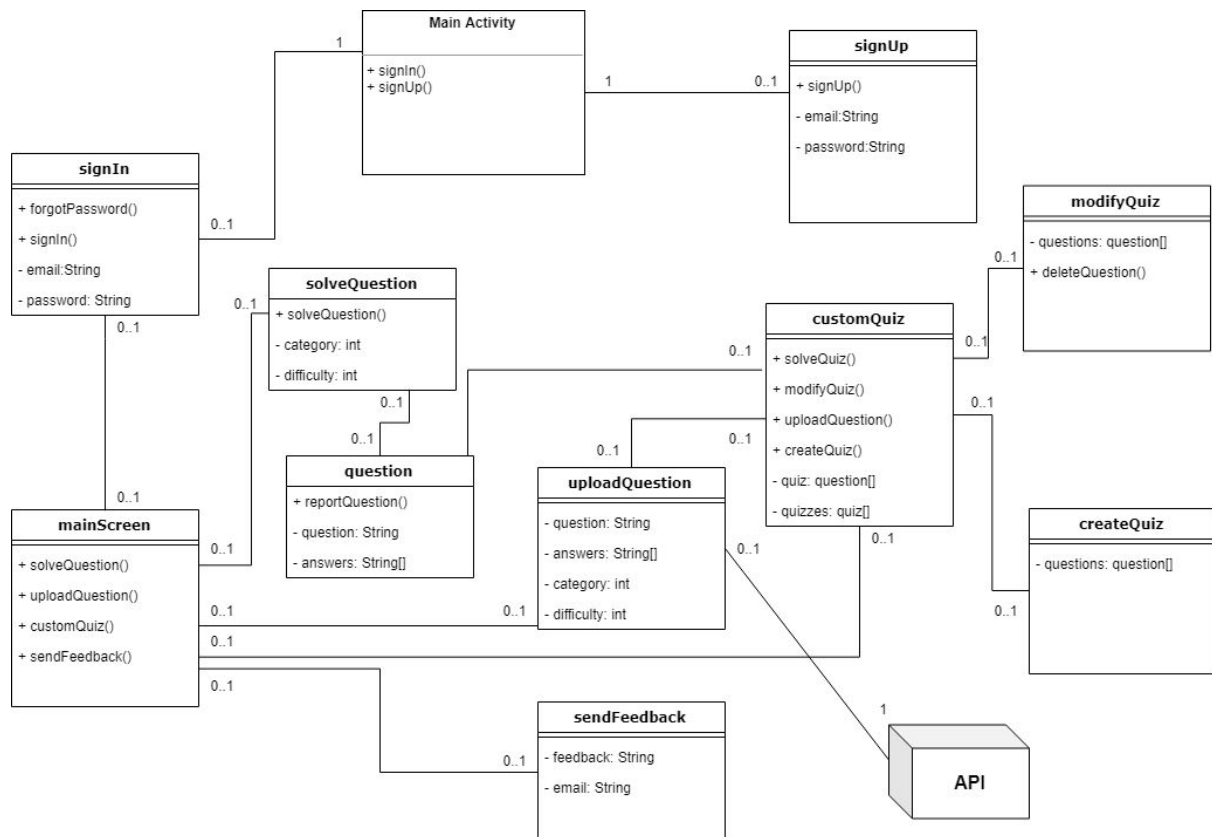 Main Activity
+ signIn()
+ signUp()
1
0..1
1
0..1
signUp
+ signUp()
- email:String
- password:String
signIn
+ forgotPassword()
+ signIn()
- email:String
- password: String
0..1
0..1
solveQuestion
+ solveQuestion()
- category: int
- difficulty: int
0..1
0..1
0..1
0..1
question
+ reportQuestion()
- question: String
- answers: String[]
0..1
customQuiz
+ solveQuiz()
+ modifyQuiz()
+ uploadQuestion()
+ createQuiz()
- quiz: question[]
- quizzes: quiz[]
0..1
0..1
modifyQuiz
- questions: question[]
+ deleteQuestion()
0..1
0..1
createQuiz
- questions: question[]
0..1
0..1
uploadQuestion
- question: String
- answers: String[]
- category: int
- difficulty: int
0..1
0..1
mainScreen
+ solveQuestion()
+ uploadQuestion()
+ customQuiz()
+ sendFeedback()
0..1
0..1
0..1
0..1
0..1
sendFeedback
- feedback: String
- email: String
0..1
1
API